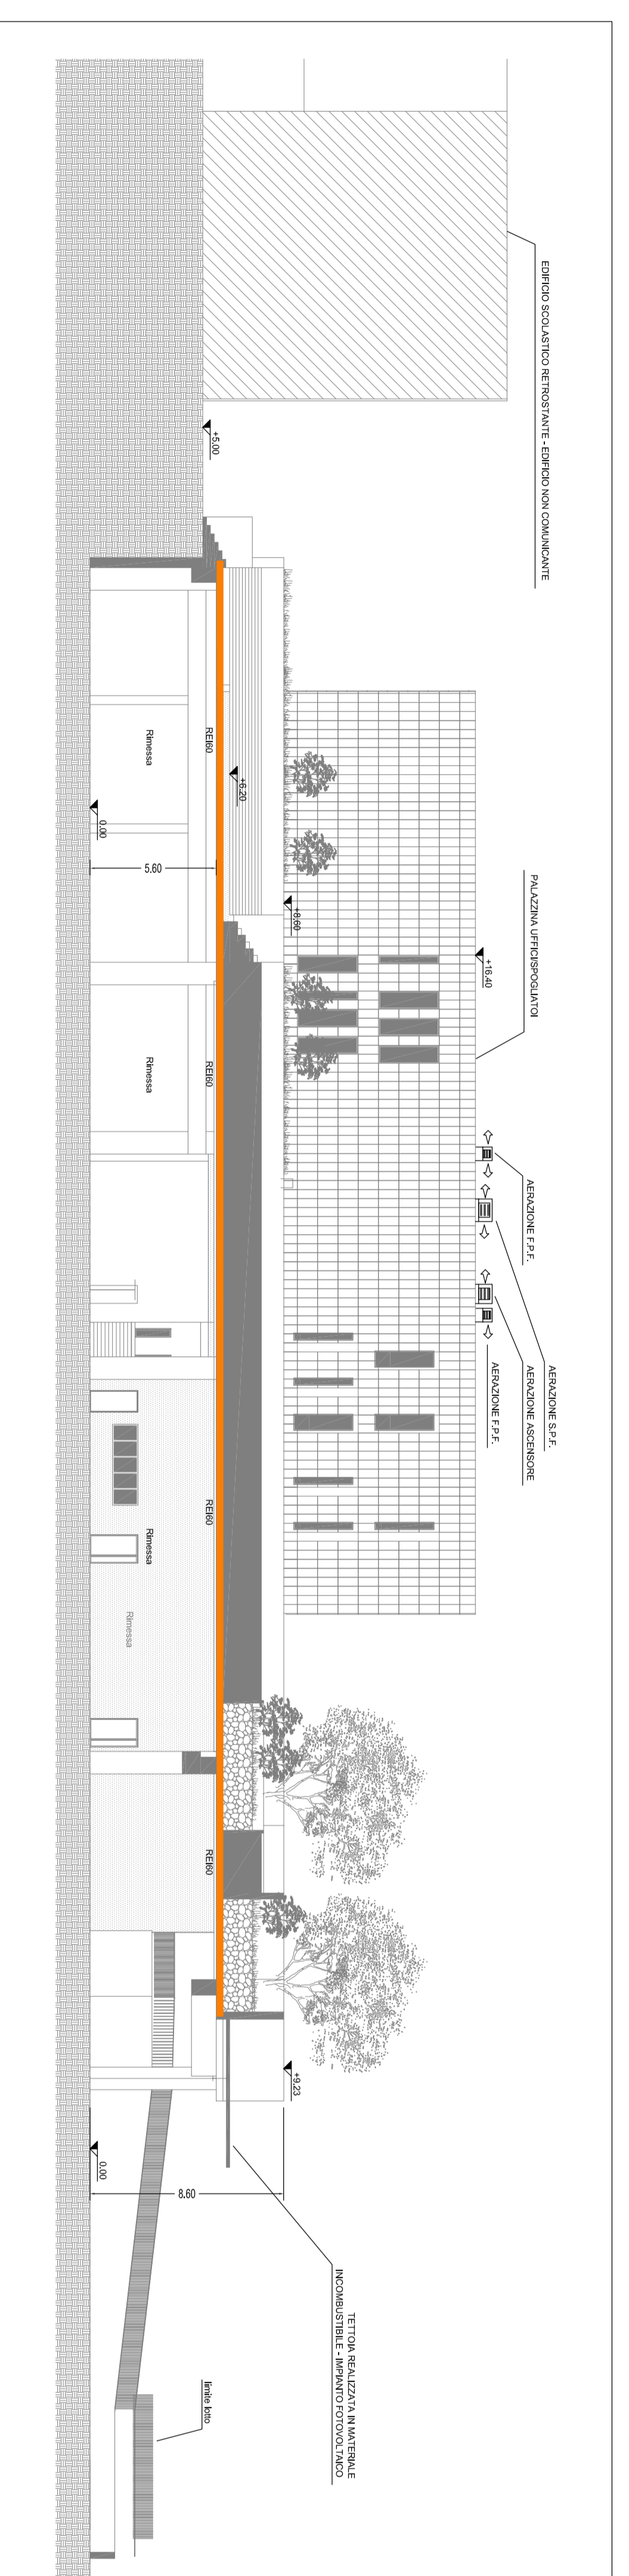 EDIFICIO SCOLASTICO RETROSTANTE - EDIFICIO NON COMUNICANTE
+5.00
PALAZZINA UFFICI/SPOGLIATOI
+16.40
+8.60
+6.20
REI60
Rimessa
0.00
5.60
REI60
Rimessa
AERAZIONE F.P.F.
AERAZIONE S.P.F.
AERAZIONE ASCENSORE
AERAZIONE F.P.F.
REI60
Rimessa
Rimessa
REI60
+9.23
0.00
8.60
TETTOIA REALIZZATA IN MATERIALE
INCOMBUSTIBILE - IMPIANTO FOTOVOLTAICO
limite lotto